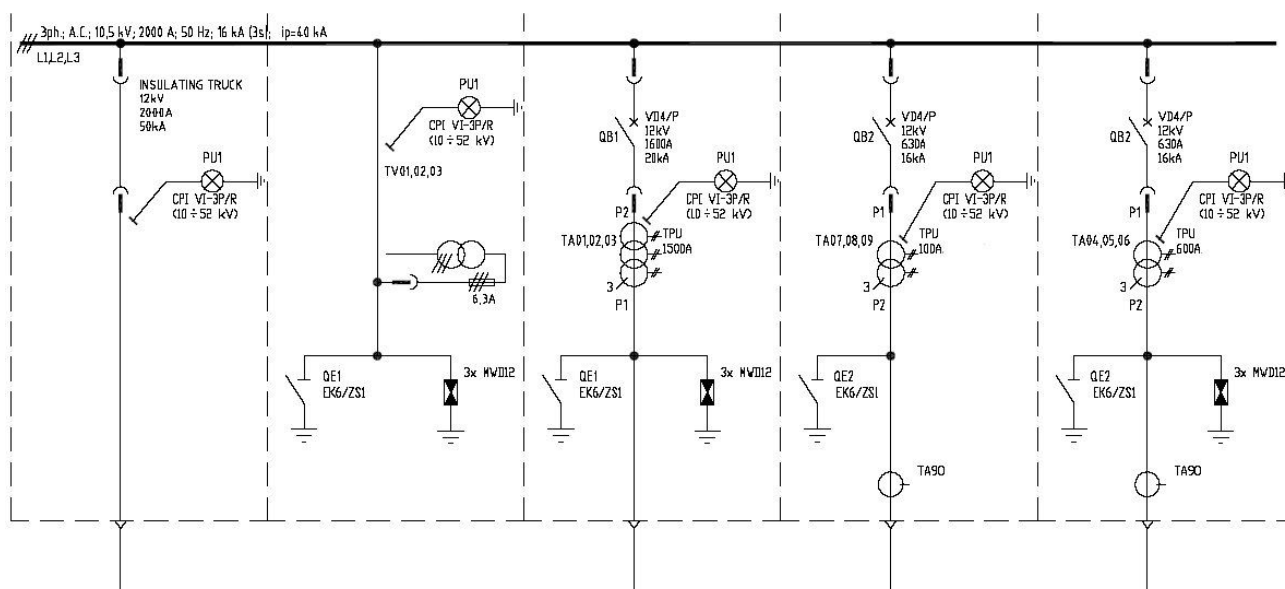 3ph.; A.C.; 10,5 kV; 2000 A; 50 Hz; 16 kA (3s); ip=40 kA
L1,L2,L3
INSULATING TRUCK
12kV
2000A
50kA
PU1
CPI VI-3P/R
(10÷52 kV)
PU1
CPI VI-3P/R
(10÷52 kV)
TV01,02,03
6,3A
QE1
EK6/ZS1
3x MWD12
QB1
VD4/P
12kV
1600A
20kA
PU1
CPI VI-3P/R
(10÷52 kV)
P2
TA01,02,03
TPU
1500A
3
P1
QE1
EK6/ZS1
3x MWD12
QB2
VD4/P
12kV
630A
16kA
PU1
CPI VI-3P/R
(10÷52 kV)
P1
TA07,08,09
TPU
100A
3
P2
QE2
EK6/ZS1
TA90
QB2
VD4/P
12kV
630A
16kA
PU1
CPI VI-3P/R
(10÷52 kV)
P1
TA04,05,06
TPU
600A
3
P2
QE2
EK6/ZS1
3x MWD12
TA90